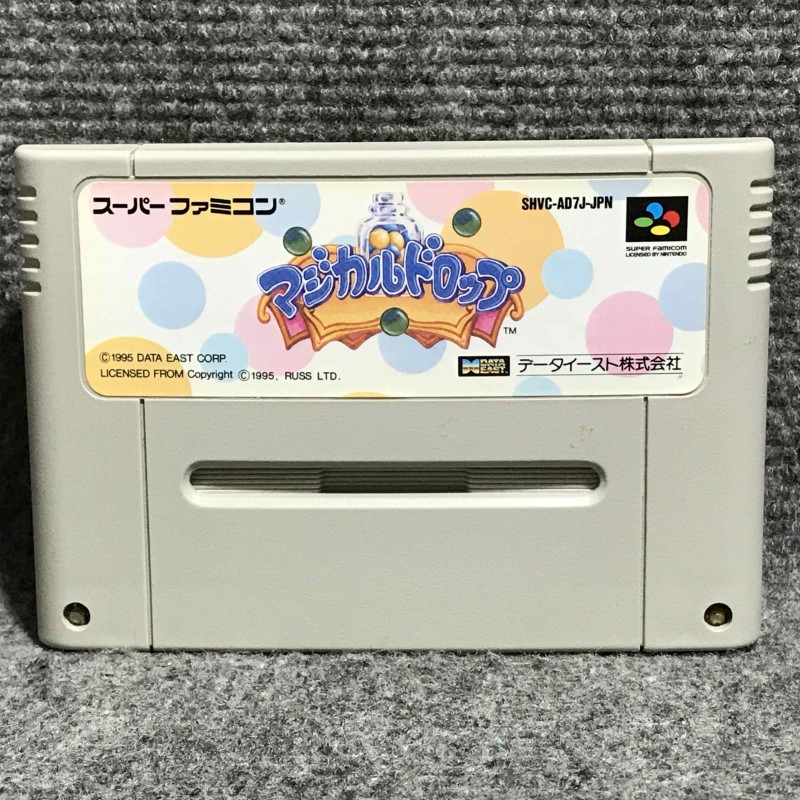 スーパーファミコン®
SHVC-AD7J-JPN
マジカルドロップ
™
SUPER FAMICOM
LICENSED BY NINTENDO
©1995 DATA EAST CORP.
LICENSED FROM Copyright ©1995, RUSS LTD.
DATA EAST
データイースト株式会社